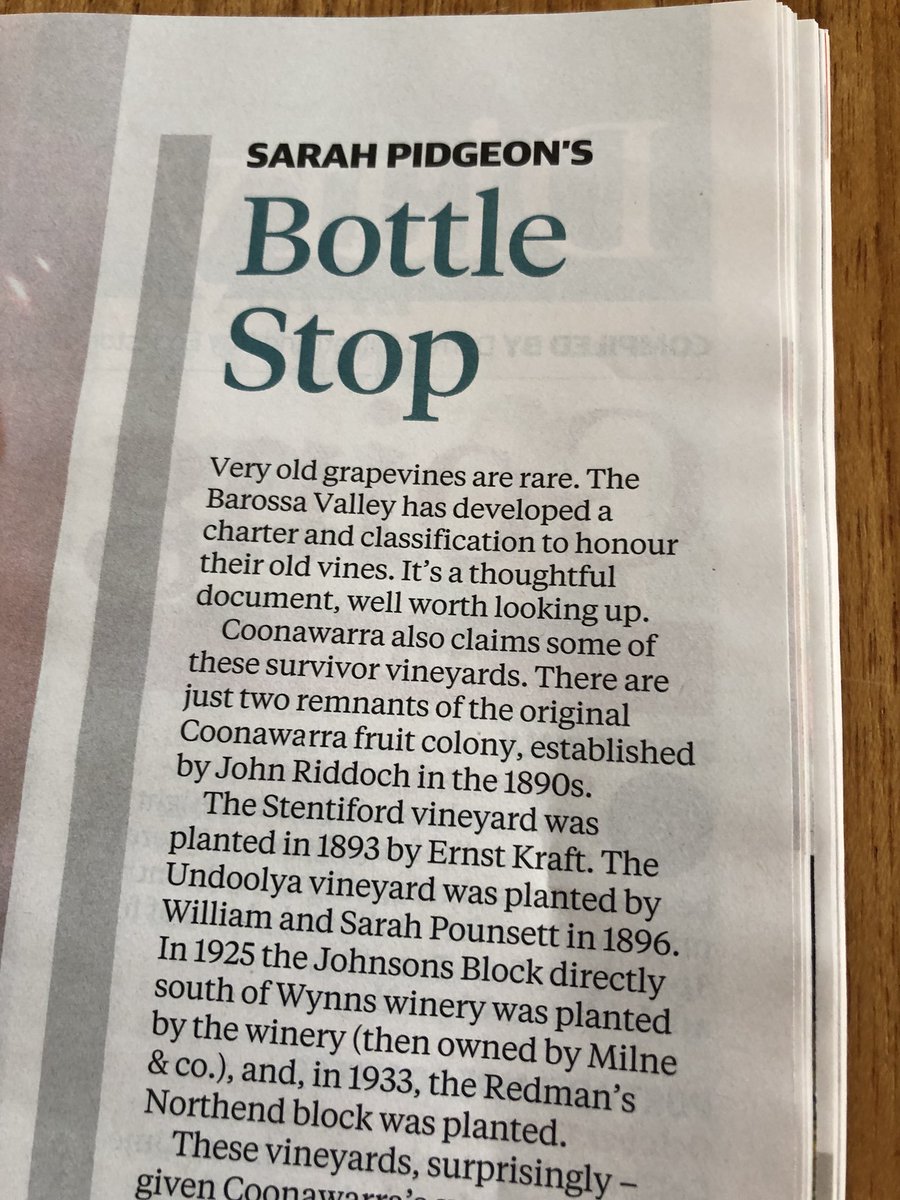 SARAH PIDGEON'S
Bottle
Stop
Very old grapevines are rare. The
Barossa Valley has developed a
charter and classification to honour
their old vines. It's a thoughtful
document, well worth looking up.
Coonawarra also claims some of
these survivor vineyards. There are
just two remnants of the original
Coonawarra fruit colony, established
by John Riddoch in the 1890s.
The Stentiford vineyard was
planted in 1893 by Ernst Kraft. The
Undoolya vineyard was planted by
William and Sarah Pounsett in 1896.
In 1925 the Johnsons Block directly
south of Wynns winery was planted
by the winery (then owned by Milne
& co.), and, in 1933, the Redman's
Northend block was planted.
These vineyards, surprisingly –
given Coonawarra's